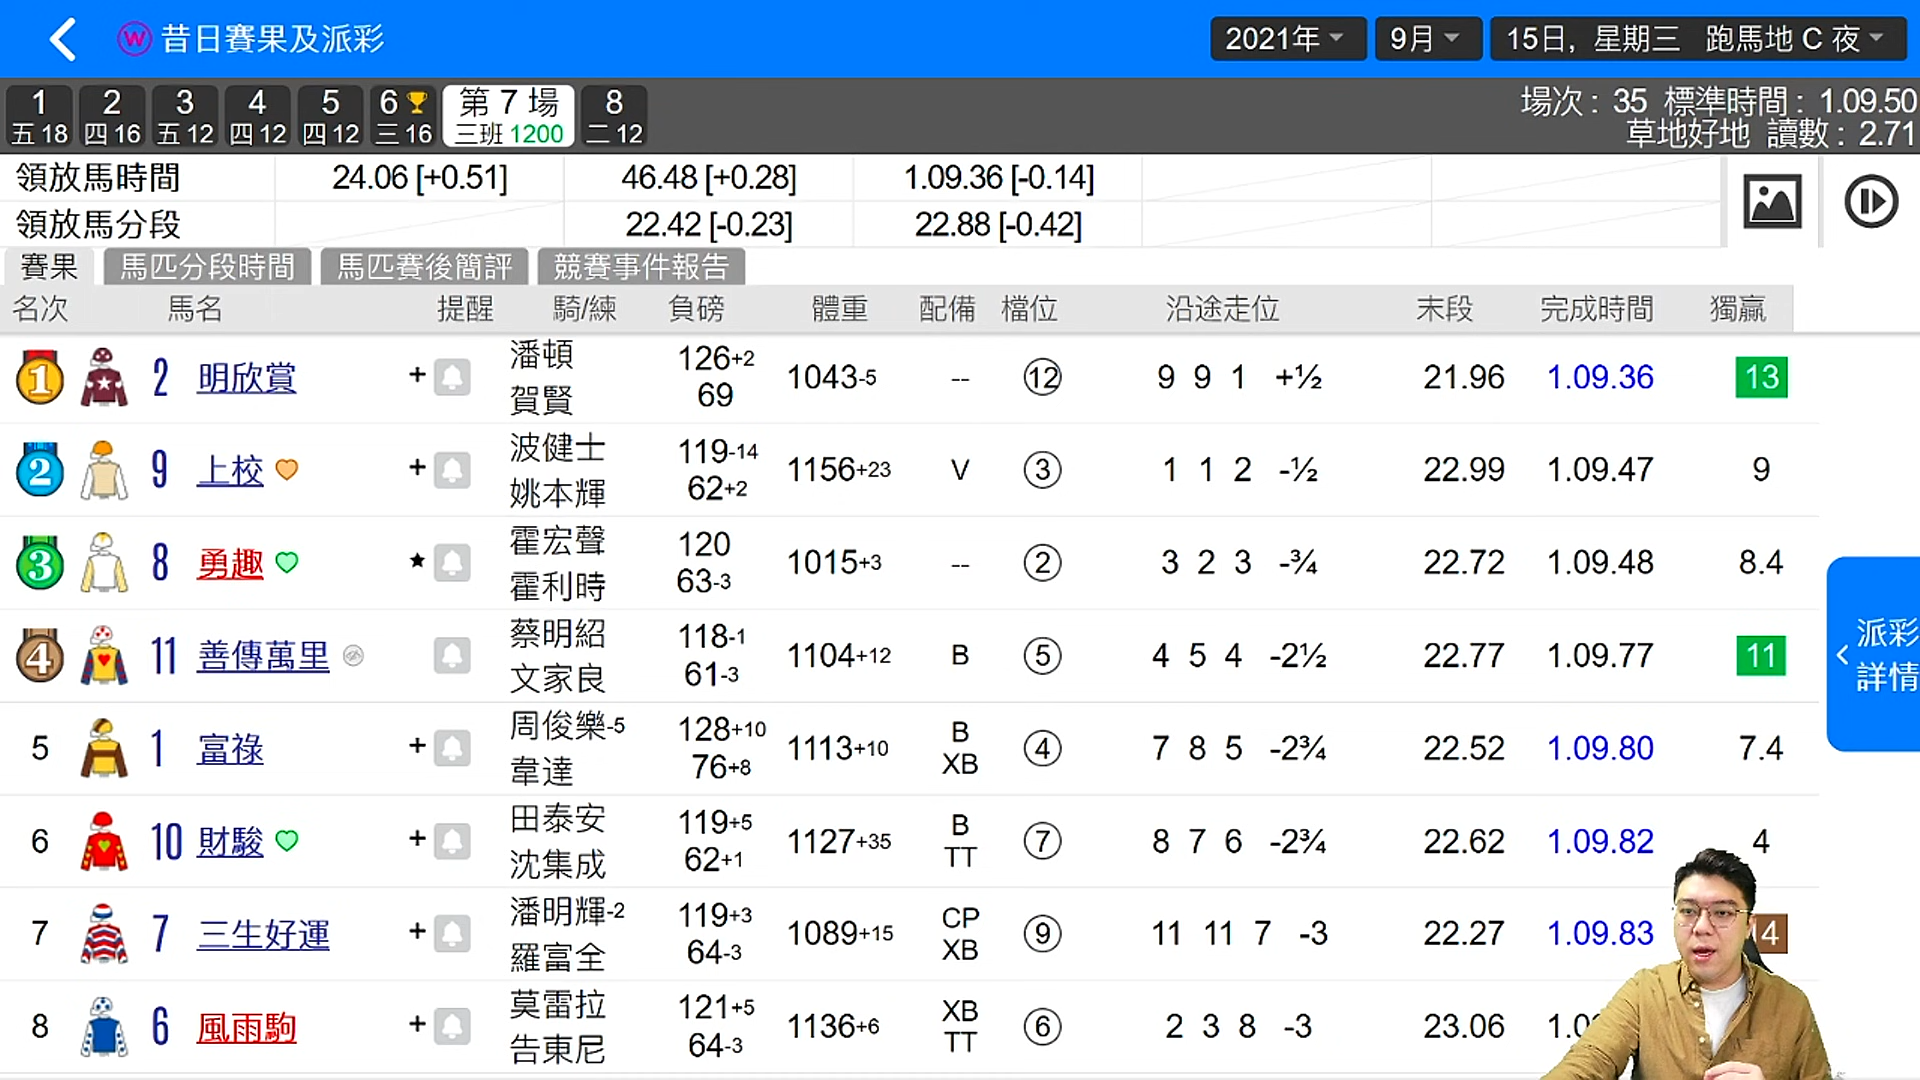 W 昔日賽果及派彩 2021年 9月 15日, 星期三 跑馬地 C 夜
1 2 3 4 5 6 第 7 場 8
五 18 四 16 五 12 四 12 四 12 三 16 三班 1200 二 12
場次 : 35 標準時間 : 1.09.50
草地好地 讀數 : 2.71
領放馬時間 24.06 [+0.51] 46.48 [+0.28] 1.09.36 [-0.14]
領放馬分段 22.42 [-0.23] 22.88 [-0.42]
賽果 馬匹分段時間 馬匹賽後簡評 競賽事件報告
名次 馬名 提醒 騎/練 負磅 體重 配備 檔位 沿途走位 末段 完成時間 獨贏
1 2 明欣賞 + 潘頓 賀賢 126+2 69 1043-5 -- 12 9 9 1 +½ 21.96 1.09.36 13
2 9 上校 + 波健士 姚本輝 119-14 62+2 1156+23 V 3 1 1 2 -½ 22.99 1.09.47 9
3 8 勇趣 ★ 霍宏聲 霍利時 120 63-3 1015+3 -- 2 3 2 3 -¾ 22.72 1.09.48 8.4
4 11 善傳萬里 蔡明紹 文家良 118-1 61-3 1104+12 B 5 4 5 4 -2½ 22.77 1.09.77 11
5 1 富祿 + 周俊樂-5 韋達 128+10 76+8 1113+10 B XB 4 7 8 5 -2¾ 22.52 1.09.80 7.4
6 10 財駿 + 田泰安 沈集成 119+5 62+1 1127+35 B TT 7 8 7 6 -2¾ 22.62 1.09.82 4
7 7 三生好運 + 潘明輝-2 羅富全 119+3 64-3 1089+15 CP XB 9 11 11 7 -3 22.27 1.09.83 14
8 6 風雨駒 + 莫雷拉 告東尼 121+5 64-3 1136+6 XB TT 6 2 3 8 -3 23.06
派彩
詳情